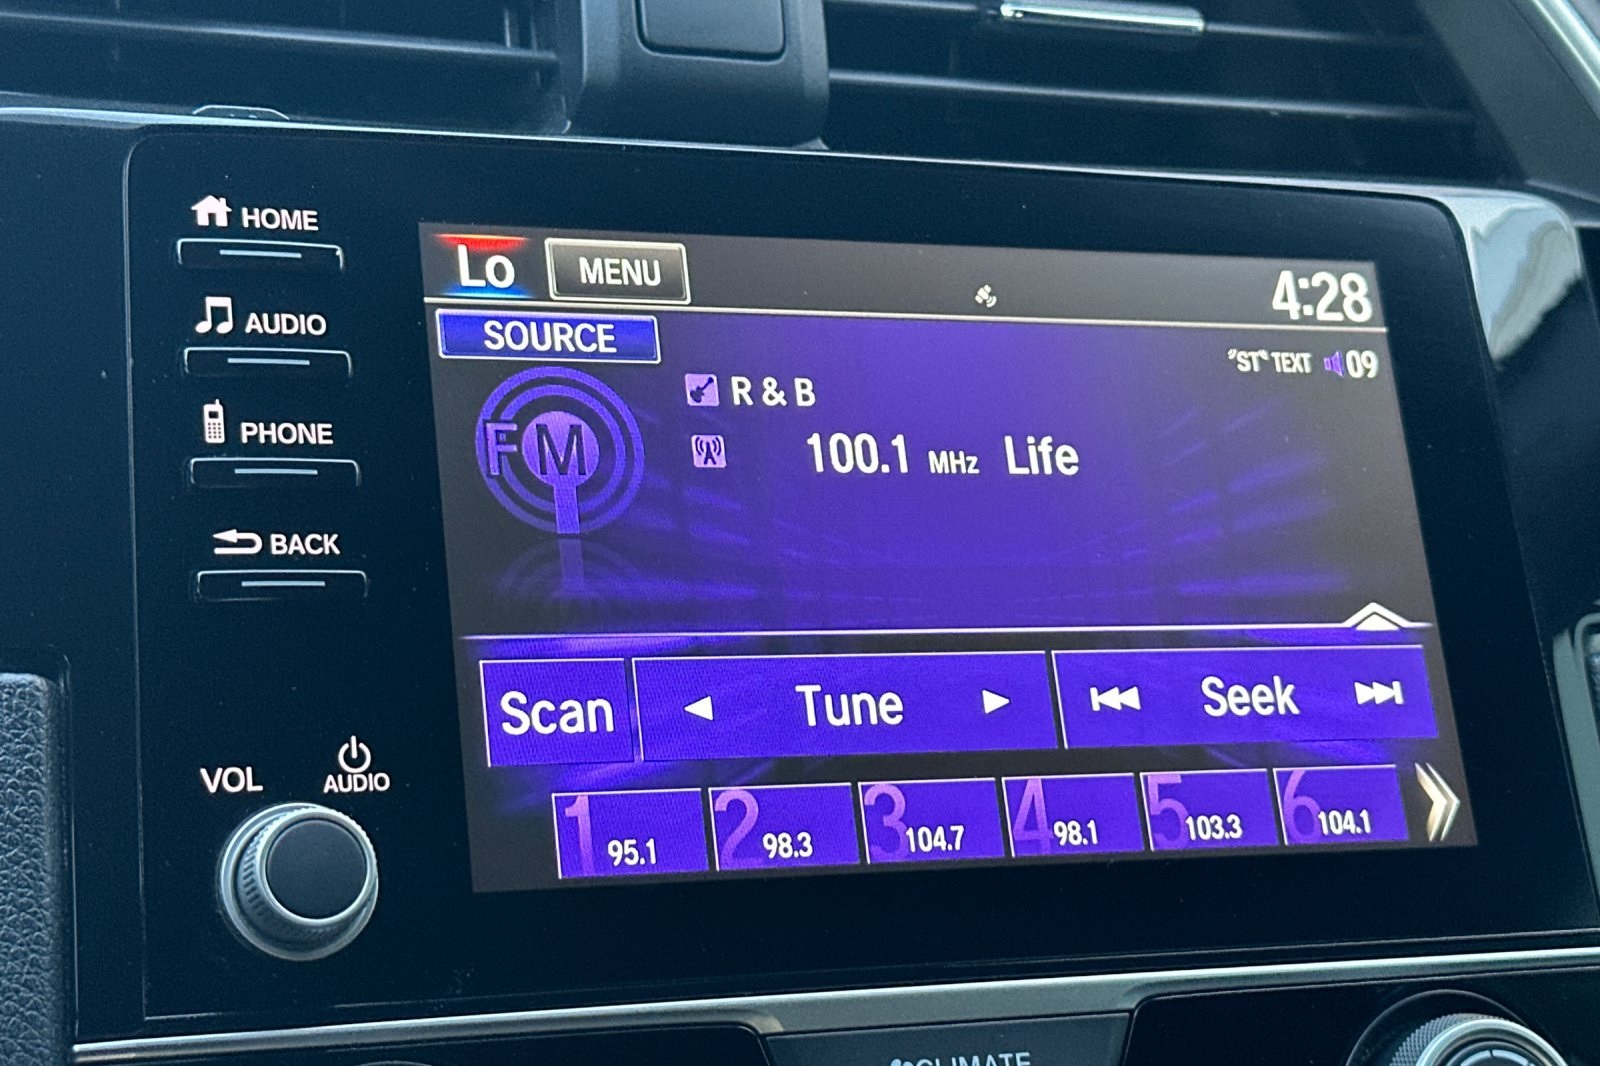 HOME
AUDIO
PHONE
BACK
VOL
AUDIO
Lo
MENU
4:28
SOURCE
"ST" TEXT 09
FM
R & B
100.1 MHz Life
Scan
Tune
Seek
1 95.1
2 98.3
3 104.7
4 98.1
5 103.3
6 104.1
CLIMATE